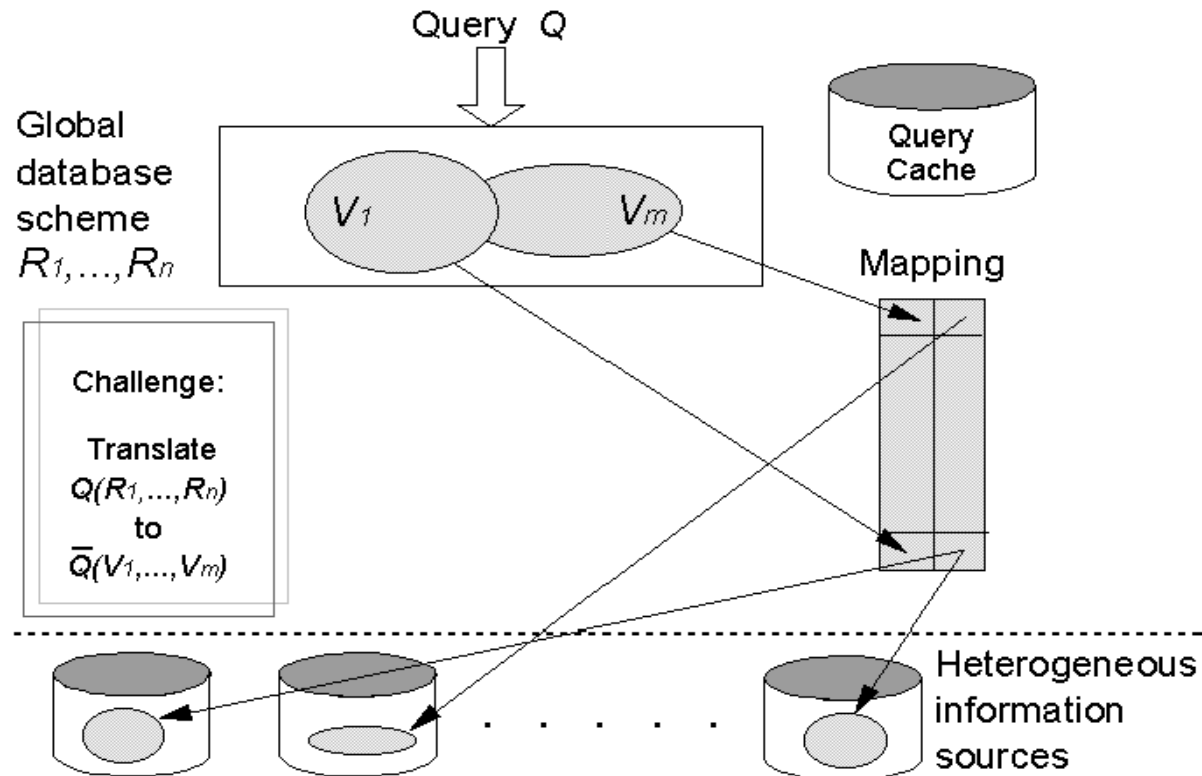 Query Q
Global
database
scheme
R1,...,Rn
V1
Vm
Query
Cache
Mapping
Challenge:
Translate
Q(R1,...,Rn)
to
Q̅(V1,...,Vm)
. . . . .
Heterogeneous
information
sources